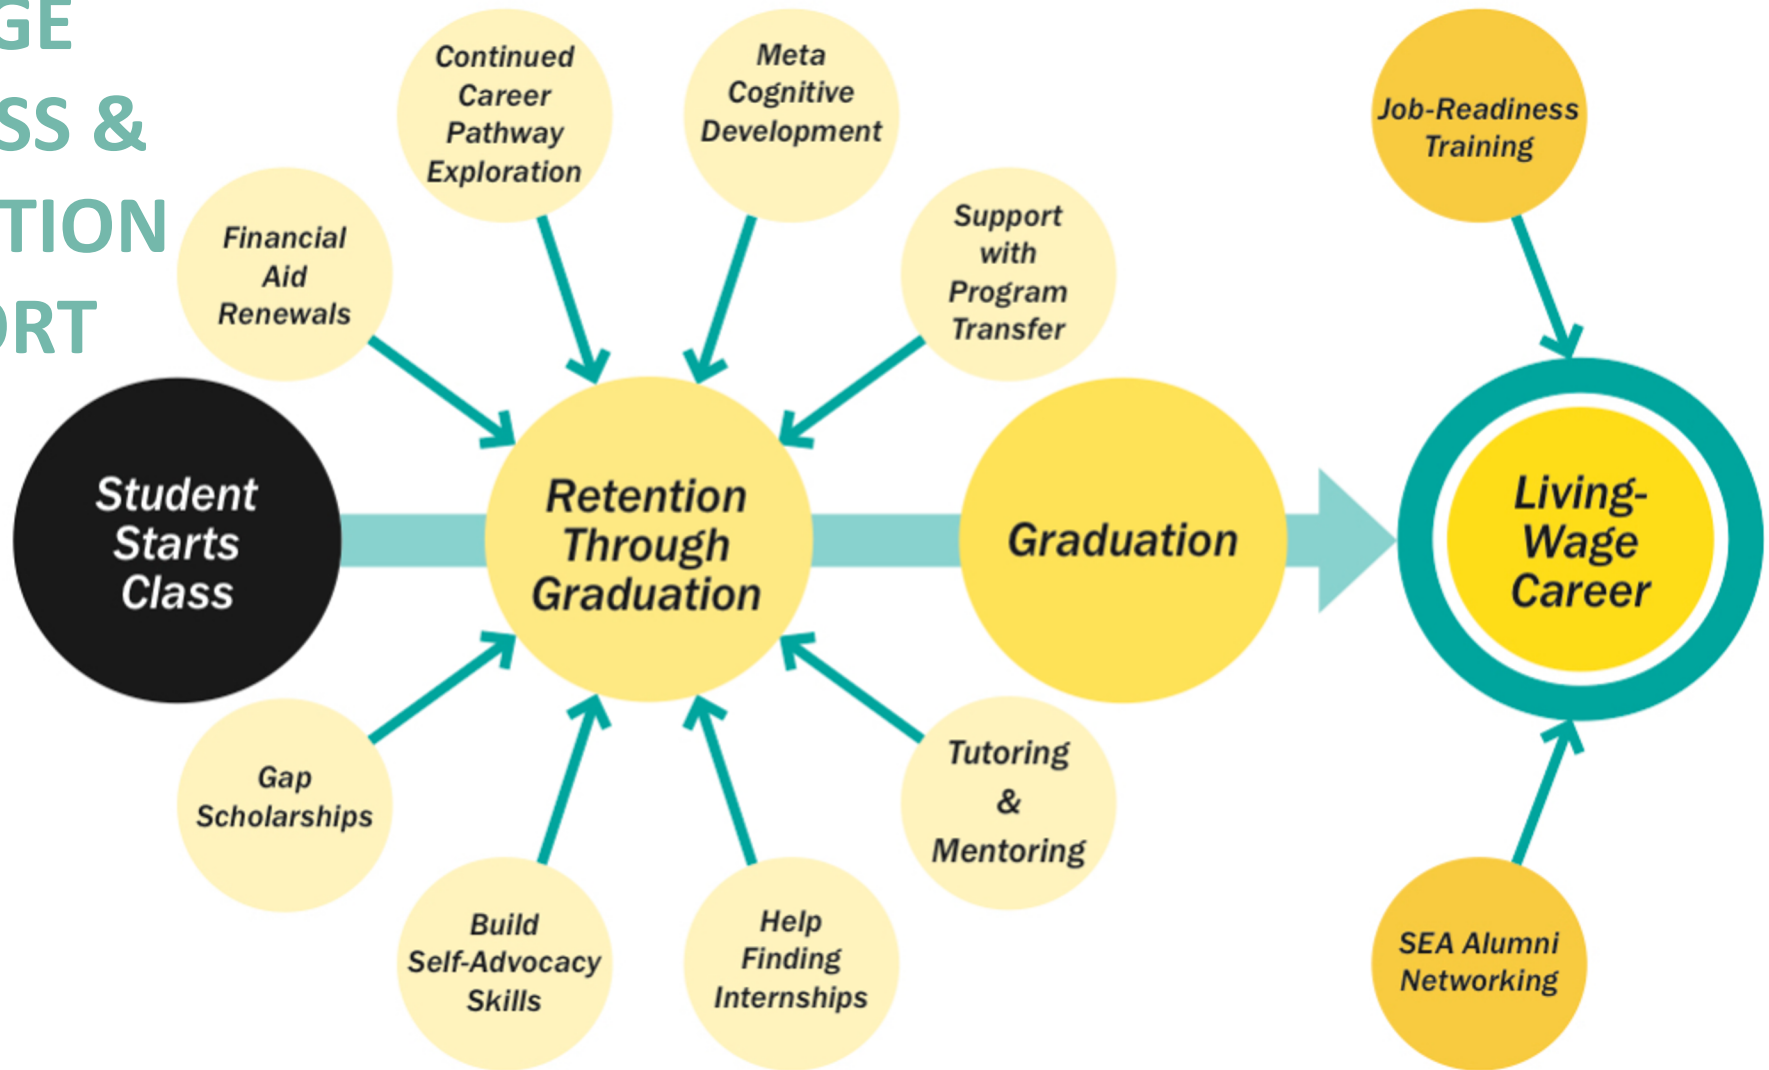 GE
SS &
TION
ORT
Continued
Career
Pathway
Exploration
Meta
Cognitive
Development
Job-Readiness
Training
Financial
Aid
Renewals
Support
with
Program
Transfer
Student
Starts
Class
Retention
Through
Graduation
Graduation
Living-
Wage
Career
Gap
Scholarships
Tutoring
&
Mentoring
Build
Self-Advocacy
Skills
Help
Finding
Internships
SEA Alumni
Networking